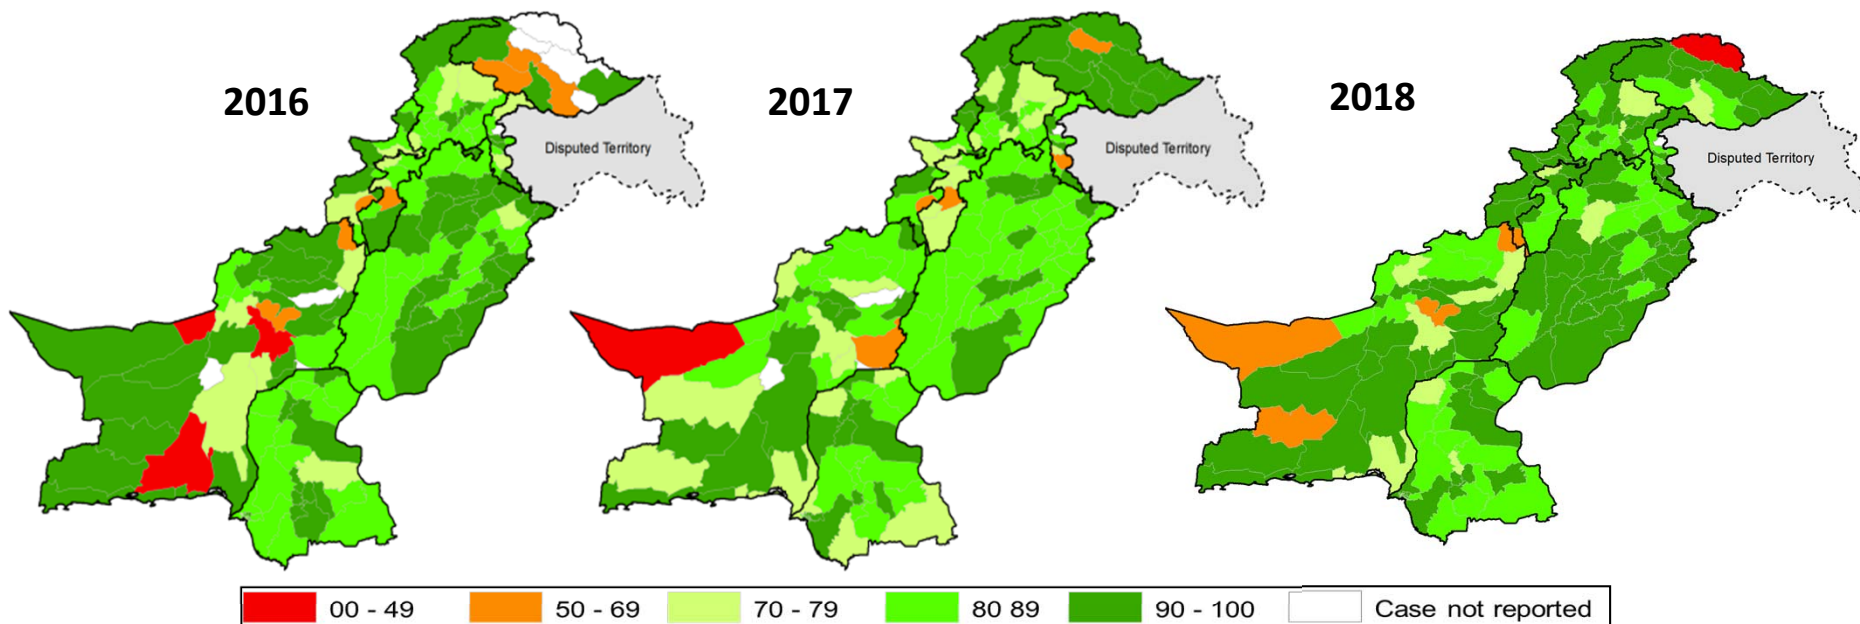 2016
2017
2018
Disputed Territory
Disputed Territory
Disputed Territory
00 - 49
50 - 69
70 - 79
80 89
90 - 100
Case not reported